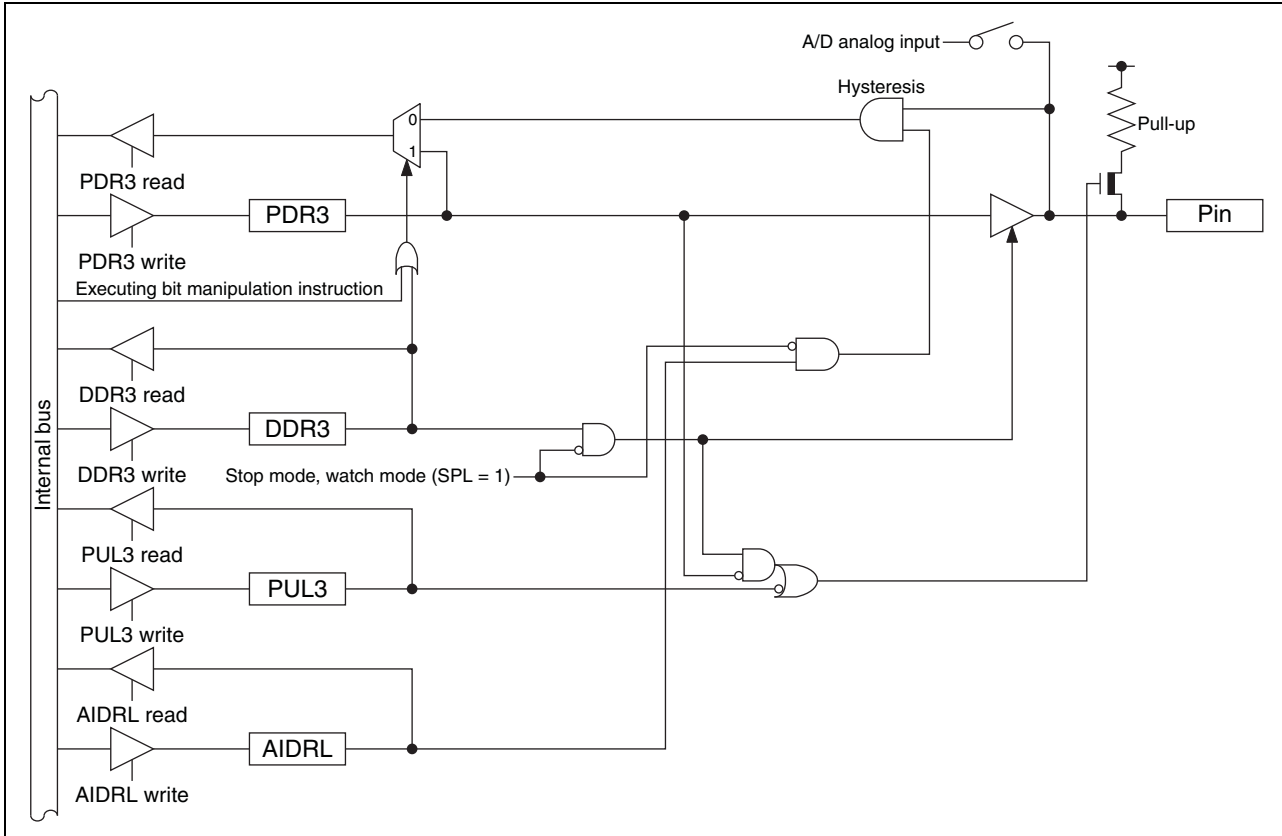 A/D analog input
Hysteresis
0
Pull-up
1
PDR3 read
PDR3
Pin
PDR3 write
Executing bit manipulation instruction
DDR3 read
DDR3
DDR3 write
Stop mode, watch mode (SPL = 1)
Internal bus
PUL3 read
PUL3
PUL3 write
AIDRL read
AIDRL
AIDRL write